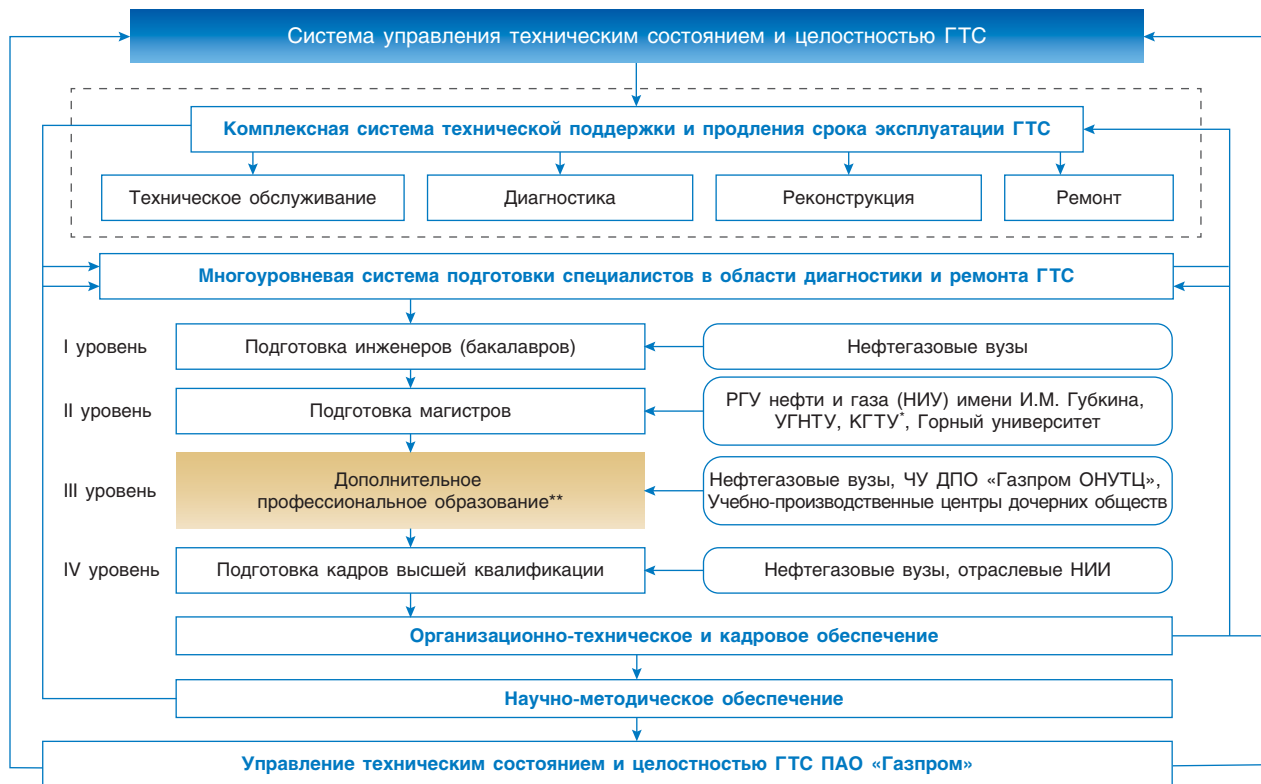 Система управления техническим состоянием и целостностью ГТС
Комплексная система технической поддержки и продления срока эксплуатации ГТС
Техническое обслуживание
Диагностика
Реконструкция
Ремонт
Многоуровневая система подготовки специалистов в области диагностики и ремонта ГТС
I уровень
Подготовка инженеров (бакалавров)
Нефтегазовые вузы
II уровень
Подготовка магистров
РГУ нефти и газа (НИУ) имени И.М. Губкина,
УГНТУ, КГТУ*, Горный университет
III уровень
Дополнительное
профессиональное образование**
Нефтегазовые вузы, ЧУ ДПО «Газпром ОНУТЦ»,
Учебно-производственные центры дочерних обществ
IV уровень
Подготовка кадров высшей квалификации
Нефтегазовые вузы, отраслевые НИИ
Организационно-техническое и кадровое обеспечение
Научно-методическое обеспечение
Управление техническим состоянием и целостностью ГТС ПАО «Газпром»